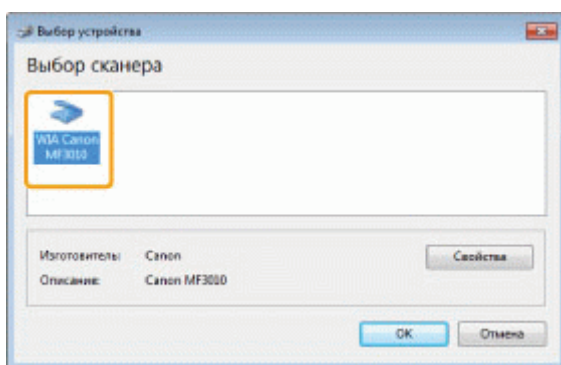 Выбор устройства
Выбор сканера
WIA Canon
MF3010
Изготовитель: Canon
Свойства
Описание: Canon MF3010
OK
Отмена